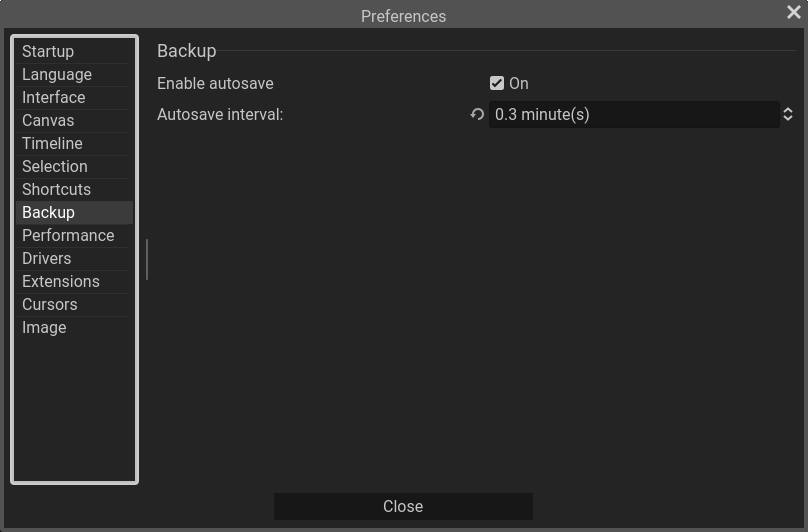 Preferences
Startup
Language
Interface
Canvas
Timeline
Selection
Shortcuts
Backup
Performance
Drivers
Extensions
Cursors
Image
Backup
Enable autosave
On
Autosave interval:
0.3 minute(s)
Close